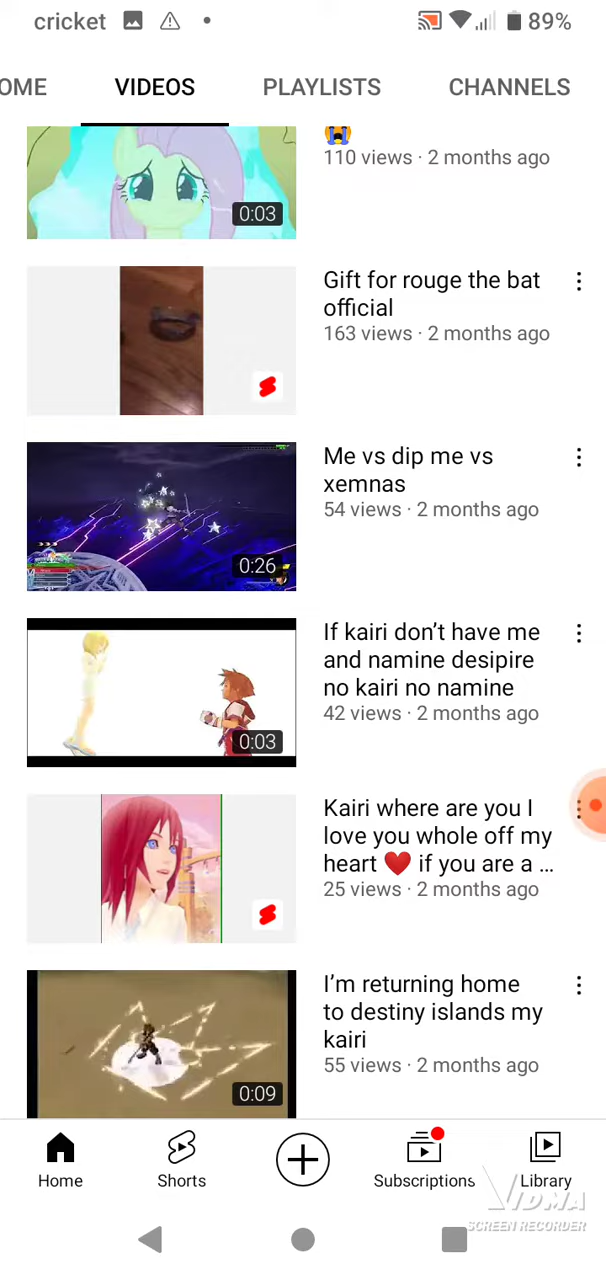 cricket 89%
OME VIDEOS PLAYLISTS CHANNELS
😭
110 views · 2 months ago
0:03
Gift for rouge the bat
official
163 views · 2 months ago
Me vs dip me vs
xemnas
54 views · 2 months ago
0:26
If kairi don’t have me
and namine desipire
no kairi no namine
42 views · 2 months ago
0:03
Kairi where are you I
love you whole off my
heart ❤️ if you are a ...
25 views · 2 months ago
I’m returning home
to destiny islands my
kairi
55 views · 2 months ago
0:09
Home Shorts Subscriptions Library
VIDMA
SCREEN RECORDER